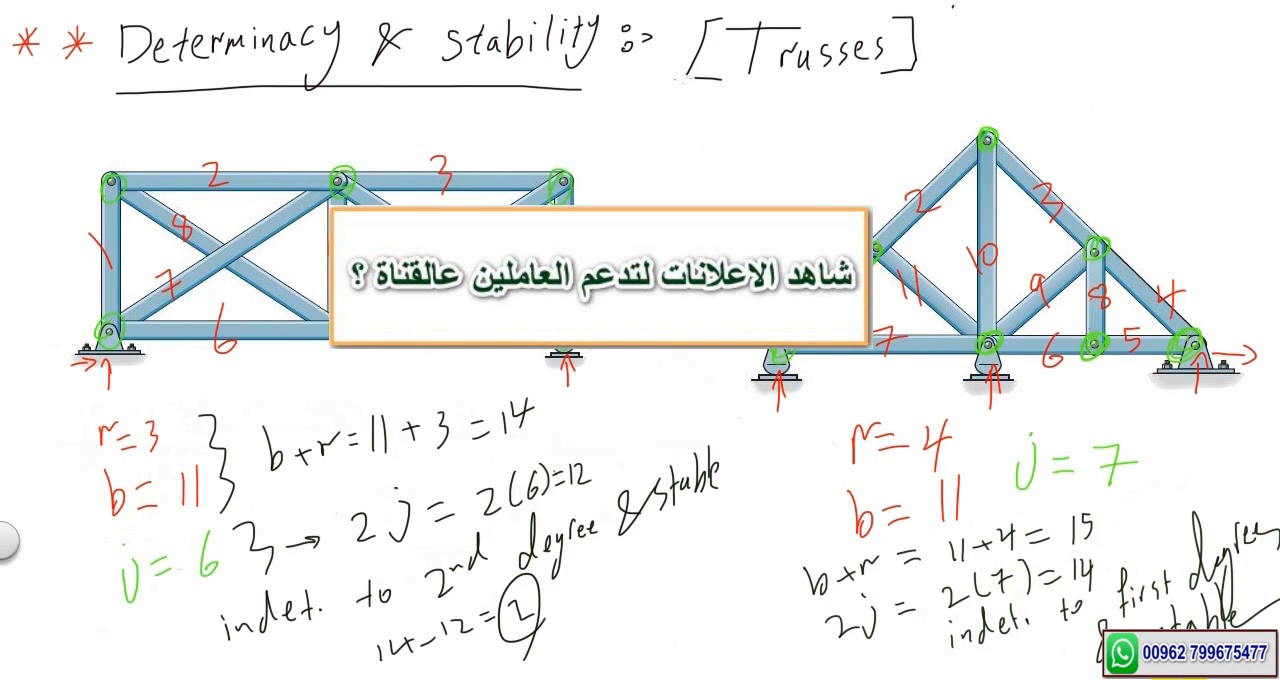 ** Determinacy & stability :- [Trusses]
2
3
1
8
7
6
2
3
10
11
9
8
4
7
6
5
شاهد الاعلانات لتدعم العاملين عالقناة ؟
r = 3
b = 11
b + r = 11 + 3 = 14
j = 6
→ 2j = 2(6) = 12
indet. to 2nd degree & stable
14 - 12 = 2
r = 4
b = 11
j = 7
b + r = 11 + 4 = 15
2j = 2(7) = 14
indet. to first degree
& stable
00962 799675477